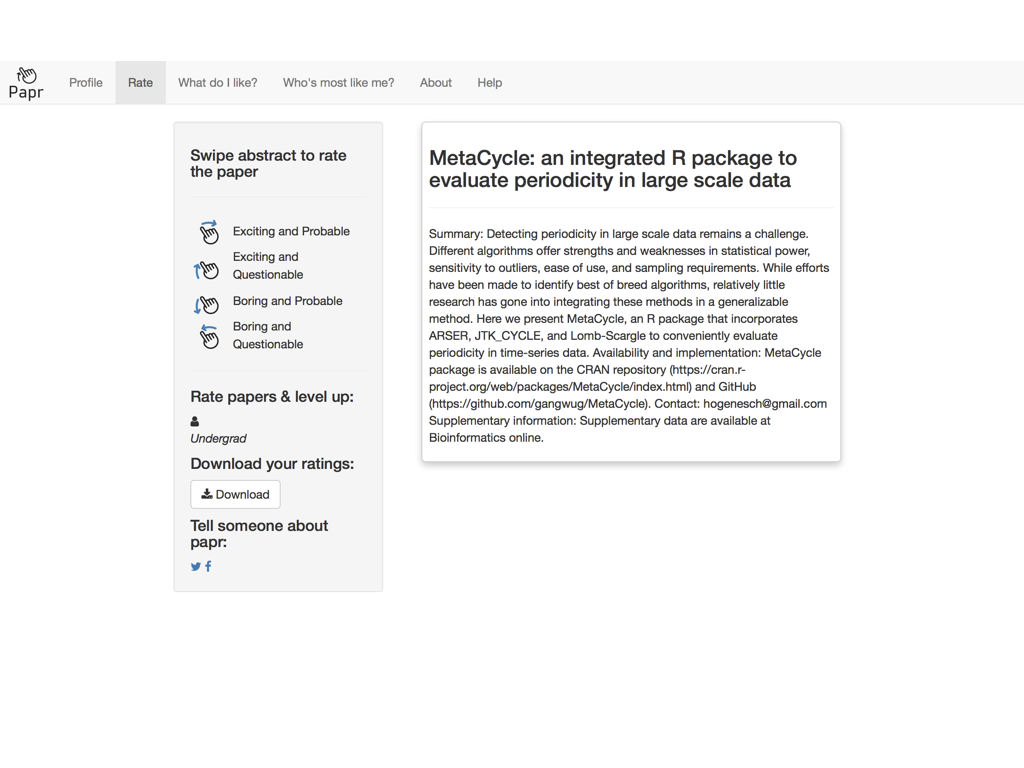 Papr
Profile
Rate
What do I like?
Who's most like me?
About
Help
Swipe abstract to rate
the paper
Exciting and Probable
Exciting and
Questionable
Boring and Probable
Boring and
Questionable
Rate papers & level up:
Undergrad
Download your ratings:
Download
Tell someone about
papr:
MetaCycle: an integrated R package to
evaluate periodicity in large scale data
Summary: Detecting periodicity in large scale data remains a challenge.
Different algorithms offer strengths and weaknesses in statistical power,
sensitivity to outliers, ease of use, and sampling requirements. While efforts
have been made to identify best of breed algorithms, relatively little
research has gone into integrating these methods in a generalizable
method. Here we present MetaCycle, an R package that incorporates
ARSER, JTK_CYCLE, and Lomb-Scargle to conveniently evaluate
periodicity in time-series data. Availability and implementation: MetaCycle
package is available on the CRAN repository (https://cran.r-
project.org/web/packages/MetaCycle/index.html) and GitHub
(https://github.com/gangwug/MetaCycle). Contact: hogenesch@gmail.com
Supplementary information: Supplementary data are available at
Bioinformatics online.